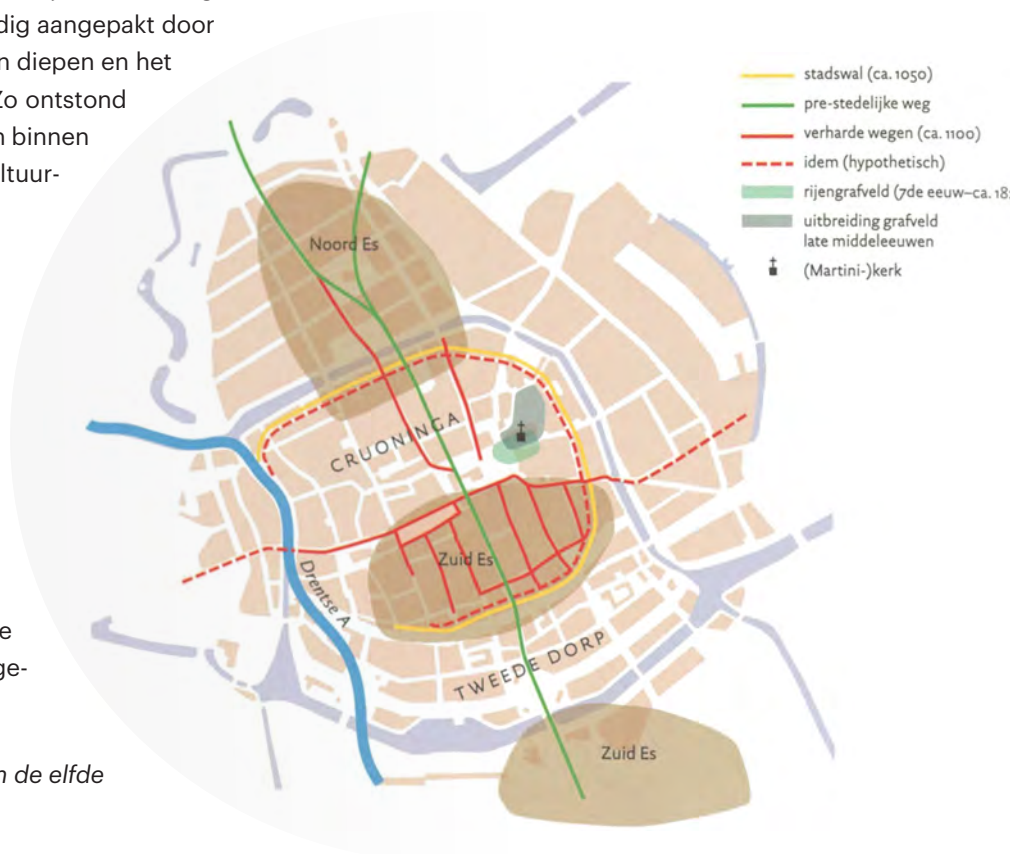 dig aangepakt door
n diepen en het
Zo ontstond
n binnen
ltuur-
e
ge-
n de elfde
stadswal (ca. 1050)
pre-stedelijke weg
verharde wegen (ca. 1100)
idem (hypothetisch)
rijengrafveld (7de eeuw–ca. 18
uitbreiding grafveld
late middeleeuwen
(Martini-)kerk
Noord Es
CRUONINGA
Zuid Es
Drentse A
TWEEDE DORP
Zuid Es